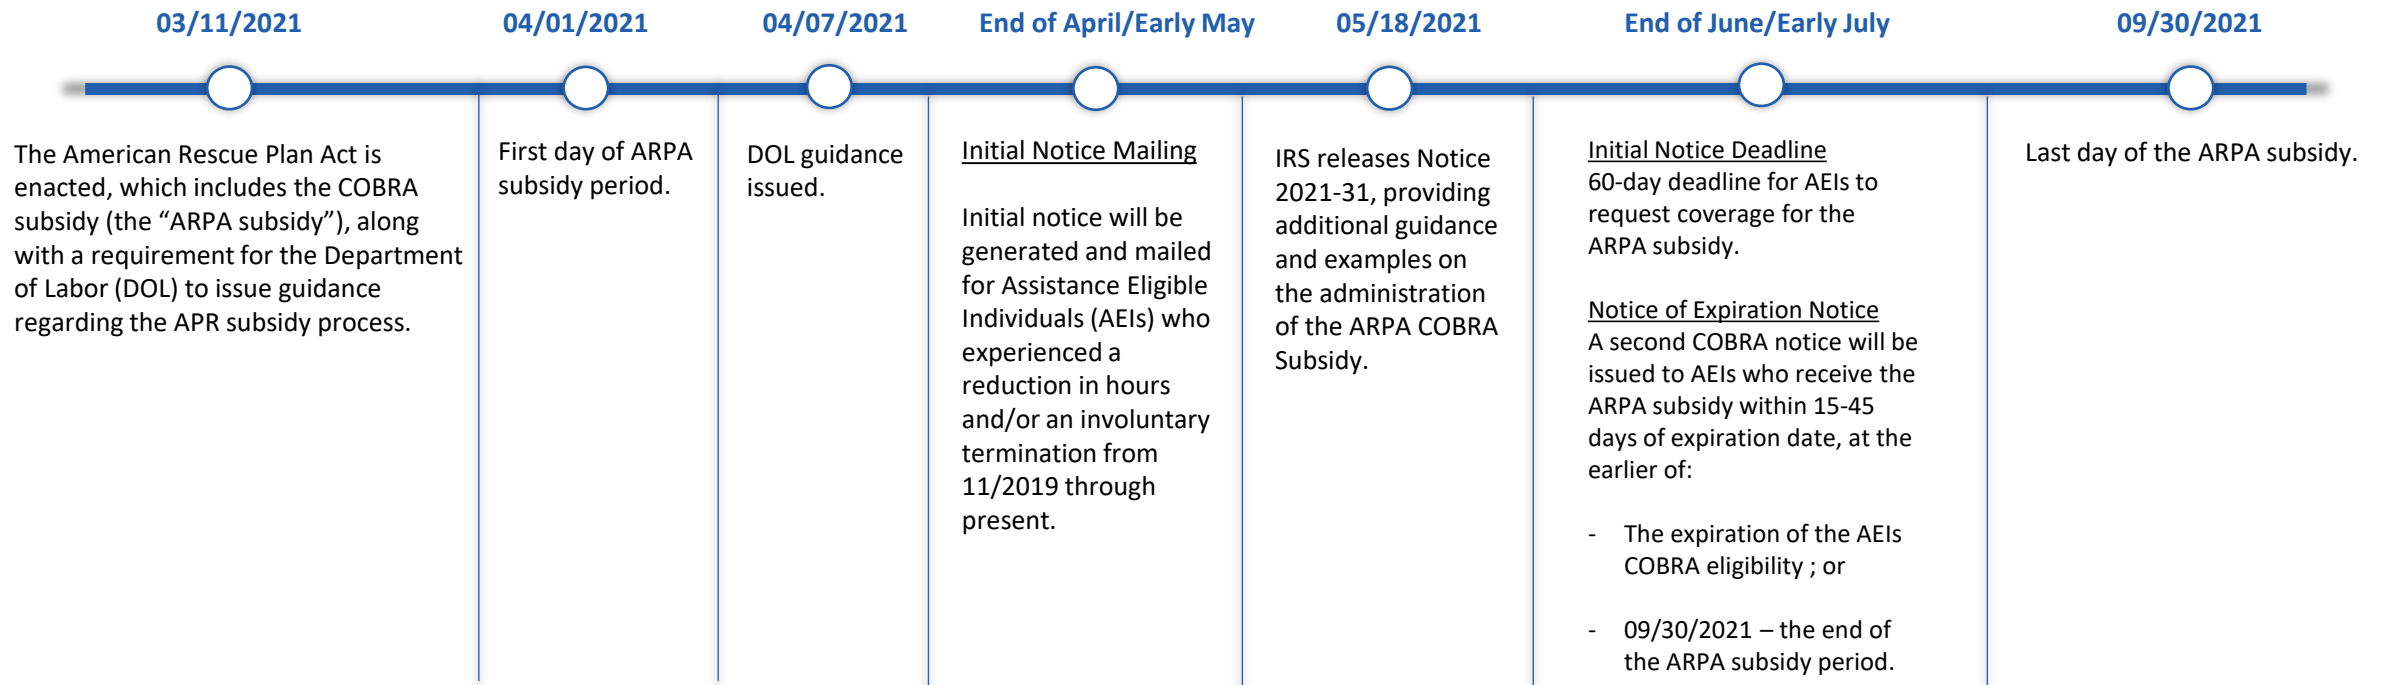 03/11/2021
The American Rescue Plan Act is
enacted, which includes the COBRA
subsidy (the “ARPA subsidy”), along
with a requirement for the Department
of Labor (DOL) to issue guidance
regarding the APR subsidy process.
04/01/2021
First day of ARPA
subsidy period.
04/07/2021
DOL guidance
issued.
End of April/Early May
Initial Notice Mailing
Initial notice will be
generated and mailed
for Assistance Eligible
Individuals (AEIs) who
experienced a
reduction in hours
and/or an involuntary
termination from
11/2019 through
present.
05/18/2021
IRS releases Notice
2021-31, providing
additional guidance
and examples on
the administration
of the ARPA COBRA
Subsidy.
End of June/Early July
Initial Notice Deadline
60-day deadline for AEIs to
request coverage for the
ARPA subsidy.
Notice of Expiration Notice
A second COBRA notice will be
issued to AEIs who receive the
ARPA subsidy within 15-45
days of expiration date, at the
earlier of:
- The expiration of the AEIs
COBRA eligibility ; or
- 09/30/2021 – the end of
the ARPA subsidy period.
09/30/2021
Last day of the ARPA subsidy.